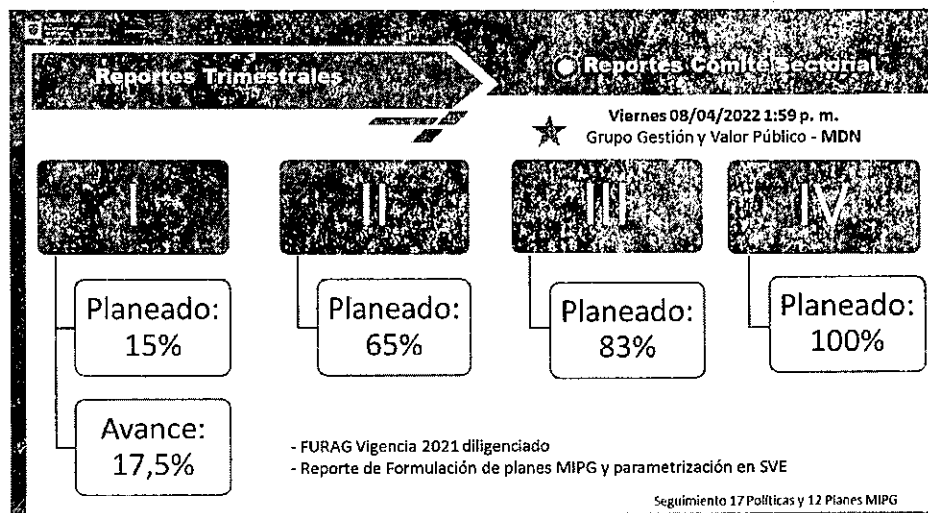 Reportes Trimestrales
Reportes Comité Sectorial
Viernes 08/04/2022 1:59 p. m.
Grupo Gestión y Valor Público - MDN
I
II
III
IV
Planeado:
15%
Planeado:
65%
Planeado:
83%
Planeado:
100%
Avance:
17,5%
- FURAG Vigencia 2021 diligenciado
- Reporte de Formulación de planes MIPG y parametrización en SVE
Seguimiento 17 Políticas y 12 Planes MIPG